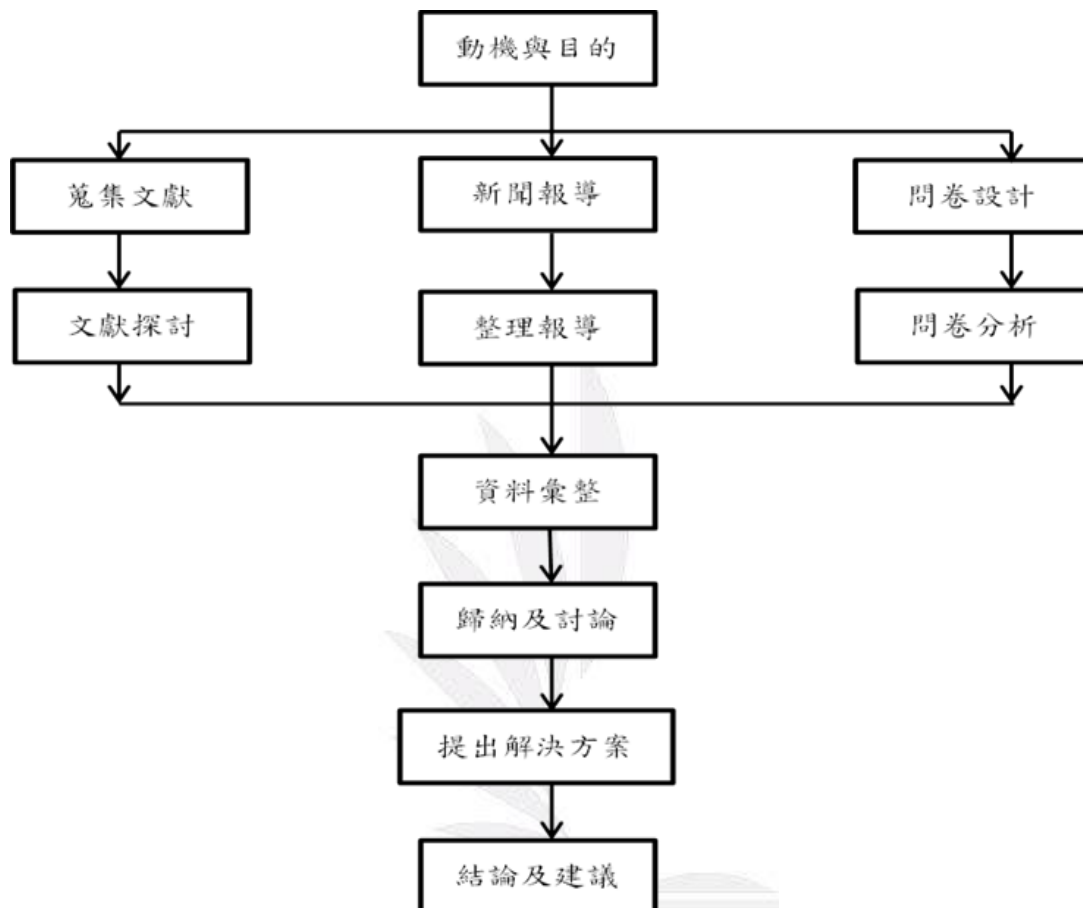 動機與目的
蒐集文獻
新聞報導
問卷設計
文獻探討
整理報導
問卷分析
資料彙整
歸納及討論
提出解決方案
結論及建議